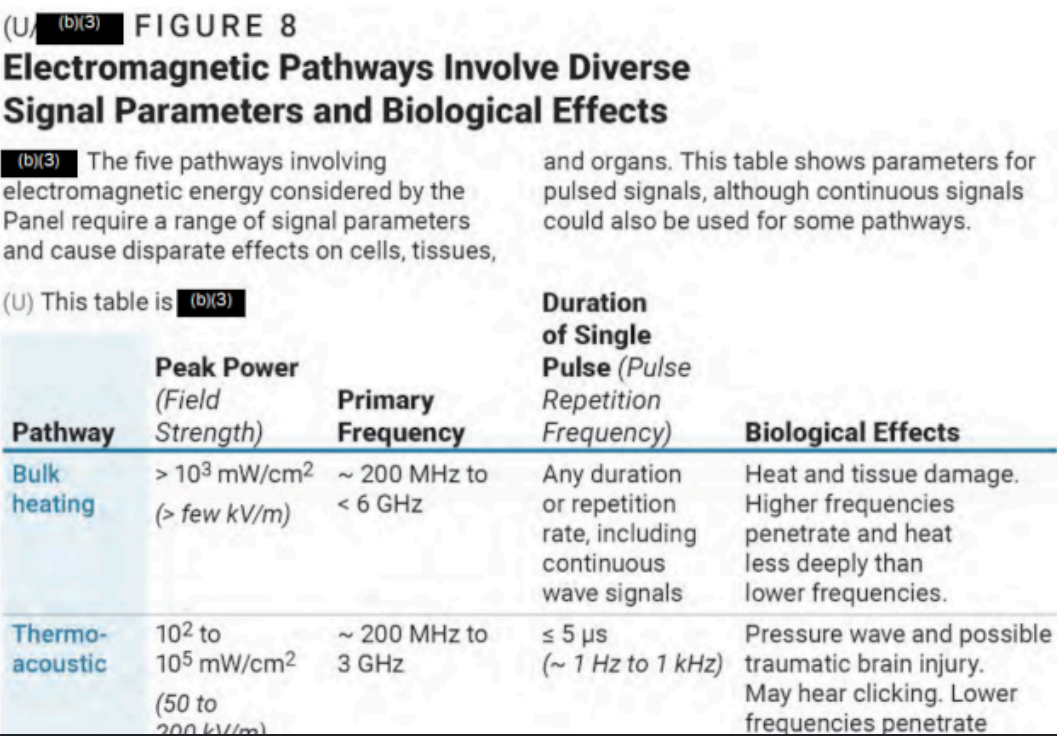 (U/ (b)(3) FIGURE 8
Electromagnetic Pathways Involve Diverse
Signal Parameters and Biological Effects
(b)(3) The five pathways involving
electromagnetic energy considered by the
Panel require a range of signal parameters
and cause disparate effects on cells, tissues,
and organs. This table shows parameters for
pulsed signals, although continuous signals
could also be used for some pathways.
(U) This table is (b)(3)
Pathway
Peak Power
(Field
Strength)
Primary
Frequency
Duration
of Single
Pulse (Pulse
Repetition
Frequency)
Biological Effects
Bulk
heating
> 10³ mW/cm²
(> few kV/m)
~ 200 MHz to
< 6 GHz
Any duration
or repetition
rate, including
continuous
wave signals
Heat and tissue damage.
Higher frequencies
penetrate and heat
less deeply than
lower frequencies.
Thermo-
acoustic
10² to
10⁵ mW/cm²
(50 to
200 kV/m)
~ 200 MHz to
3 GHz
≤ 5 µs
(~ 1 Hz to 1 kHz)
Pressure wave and possible
traumatic brain injury.
May hear clicking. Lower
frequencies penetrate